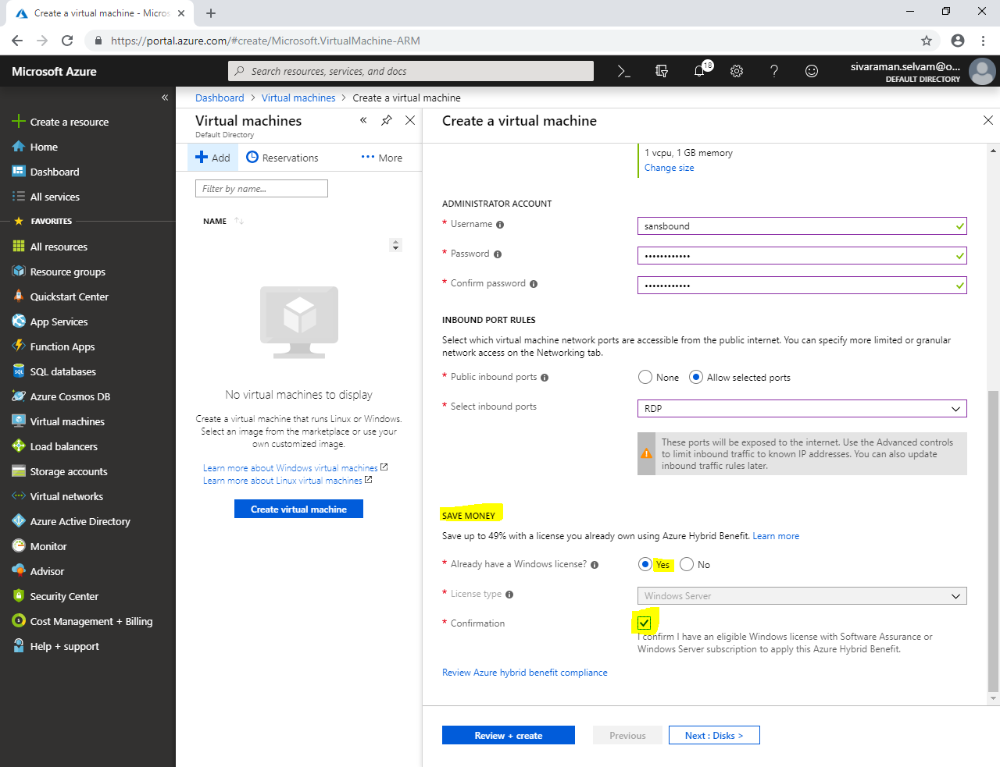 Create a virtual machine - Micros
https://portal.azure.com/#create/Microsoft.VirtualMachine-ARM
Microsoft Azure
Search resources, services, and docs
18
sivaraman.selvam@o...
DEFAULT DIRECTORY
Create a resource
Home
Dashboard
All services
FAVORITES
All resources
Resource groups
Quickstart Center
App Services
Function Apps
SQL databases
Azure Cosmos DB
Virtual machines
Load balancers
Storage accounts
Virtual networks
Azure Active Directory
Monitor
Advisor
Security Center
Cost Management + Billing
Help + support
Dashboard > Virtual machines > Create a virtual machine
Virtual machines
Default Directory
Add
Reservations
More
Filter by name...
NAME
No virtual machines to display
Create a virtual machine that runs Linux or Windows.
Select an image from the marketplace or use your
own customized image.
Learn more about Windows virtual machines
Learn more about Linux virtual machines
Create virtual machine
Create a virtual machine
1 vcpu, 1 GB memory
Change size
ADMINISTRATOR ACCOUNT
* Username
sansbound
* Password
••••••••••••
* Confirm password
••••••••••••
INBOUND PORT RULES
Select which virtual machine network ports are accessible from the public internet. You can specify more limited or granular
network access on the Networking tab.
* Public inbound ports
None
Allow selected ports
* Select inbound ports
RDP
These ports will be exposed to the internet. Use the Advanced controls
to limit inbound traffic to known IP addresses. You can also update
inbound traffic rules later.
SAVE MONEY
Save up to 49% with a license you already own using Azure Hybrid Benefit. Learn more
* Already have a Windows license?
Yes
No
* License type
Windows Server
* Confirmation
I confirm I have an eligible Windows license with Software Assurance or
Windows Server subscription to apply this Azure Hybrid Benefit.
Review Azure hybrid benefit compliance
Review + create
Previous
Next : Disks >